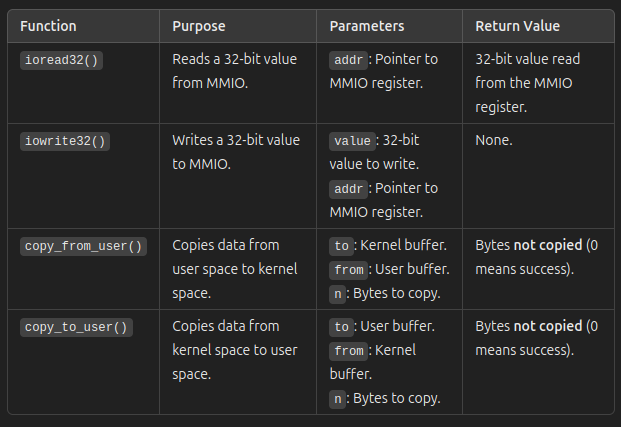 Function Purpose Parameters Return Value
ioread32() Reads a 32-bit value addr : Pointer to 32-bit value read
from MMIO. MMIO register. from the MMIO
register.
iowrite32() Writes a 32-bit value value : 32-bit None.
to MMIO. value to write.
addr : Pointer to
MMIO register.
copy_from_user() Copies data from to : Kernel buffer. Bytes not copied (0
user space to kernel from : User buffer. means success).
space. n : Bytes to copy.
copy_to_user() Copies data from to : User buffer. Bytes not copied (0
kernel space to user from : Kernel means success).
space. buffer.
n : Bytes to copy.